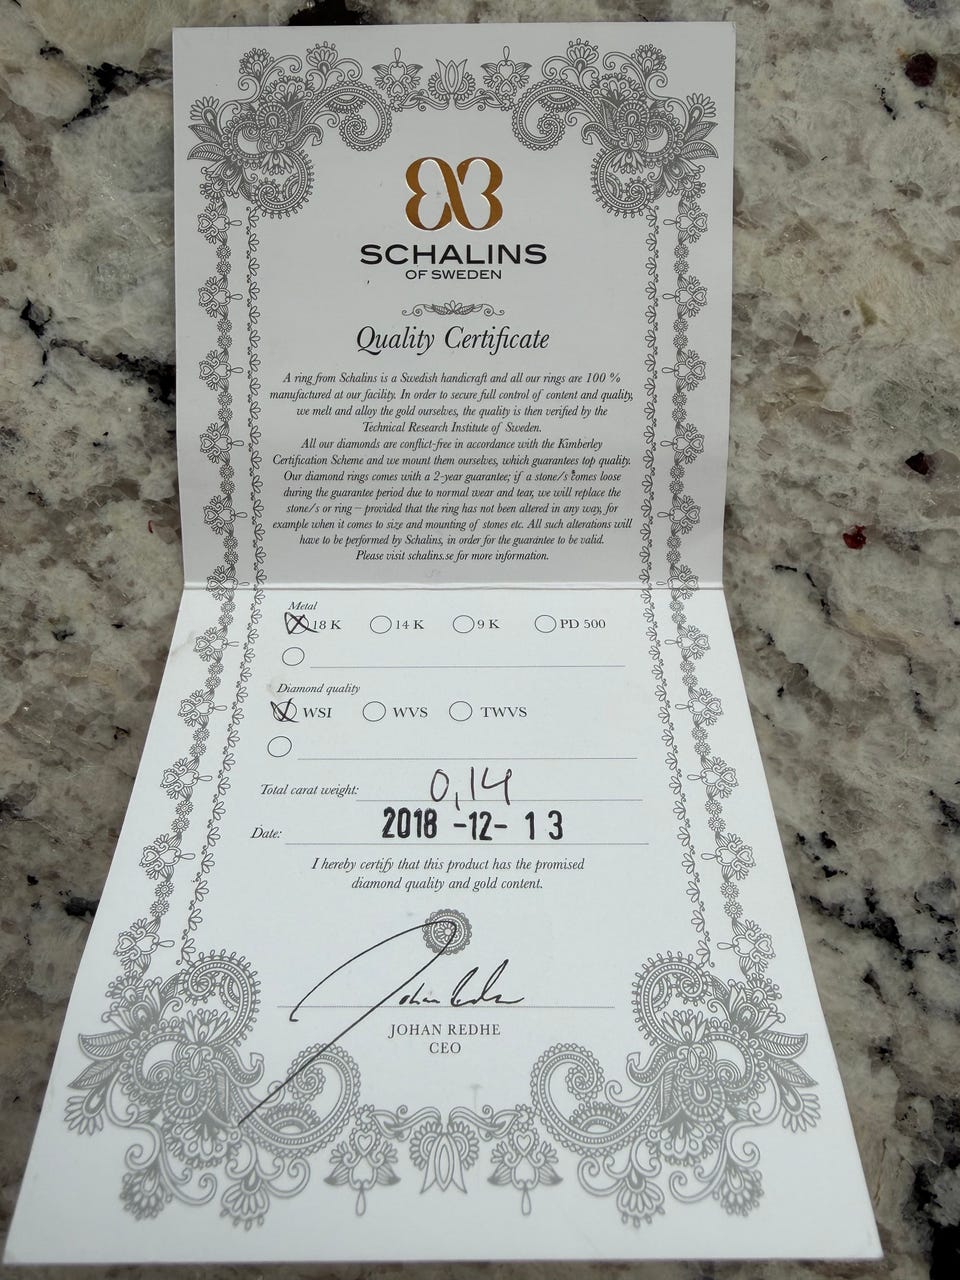 SCHALINS
OF SWEDEN
Quality Certificate
A ring from Schalins is a Swedish handicraft and all our rings are 100 %
manufactured at our facility. In order to secure full control of content and quality,
we melt and alloy the gold ourselves, the quality is then verified by the
Technical Research Institute of Sweden.
All our diamonds are conflict-free in accordance with the Kimberley
Certification Scheme and we mount them ourselves, which guarantees top quality.
Our diamond rings comes with a 2-year guarantee; if a stone/s comes loose
during the guarantee period due to normal wear and tear, we will replace the
stone/s or ring – provided that the ring has not been altered in any way, for
example when it comes to size and mounting of stones etc. All such alterations will
have to be performed by Schalins, in order for the guarantee to be valid.
Please visit schalins.se for more information.
Metal
18 K 14 K 9 K PD 500
Diamond quality
WSI WVS TWVS
Total carat weight: 0,14
Date: 2018-12-13
I hereby certify that this product has the promised
diamond quality and gold content.
JOHAN REDHE
CEO